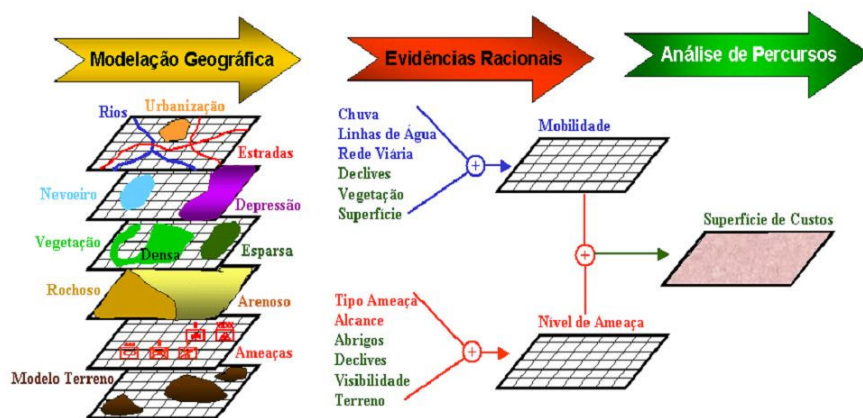 Modelação Geográfica
Evidências Racionais
Análise de Percursos
Urbanização
Rios
Estradas
Nevoeiro
Depressão
Vegetação
Densa
Esparsa
Rochoso
Arenoso
Ameaças
Modelo Terreno
Chuva
Linhas de Água
Rede Viária
Declives
Vegetação
Superfície
Mobilidade
Tipo Ameaça
Alcance
Abrigos
Declives
Visibilidade
Terreno
Nível de Ameaça
Superfície de Custos